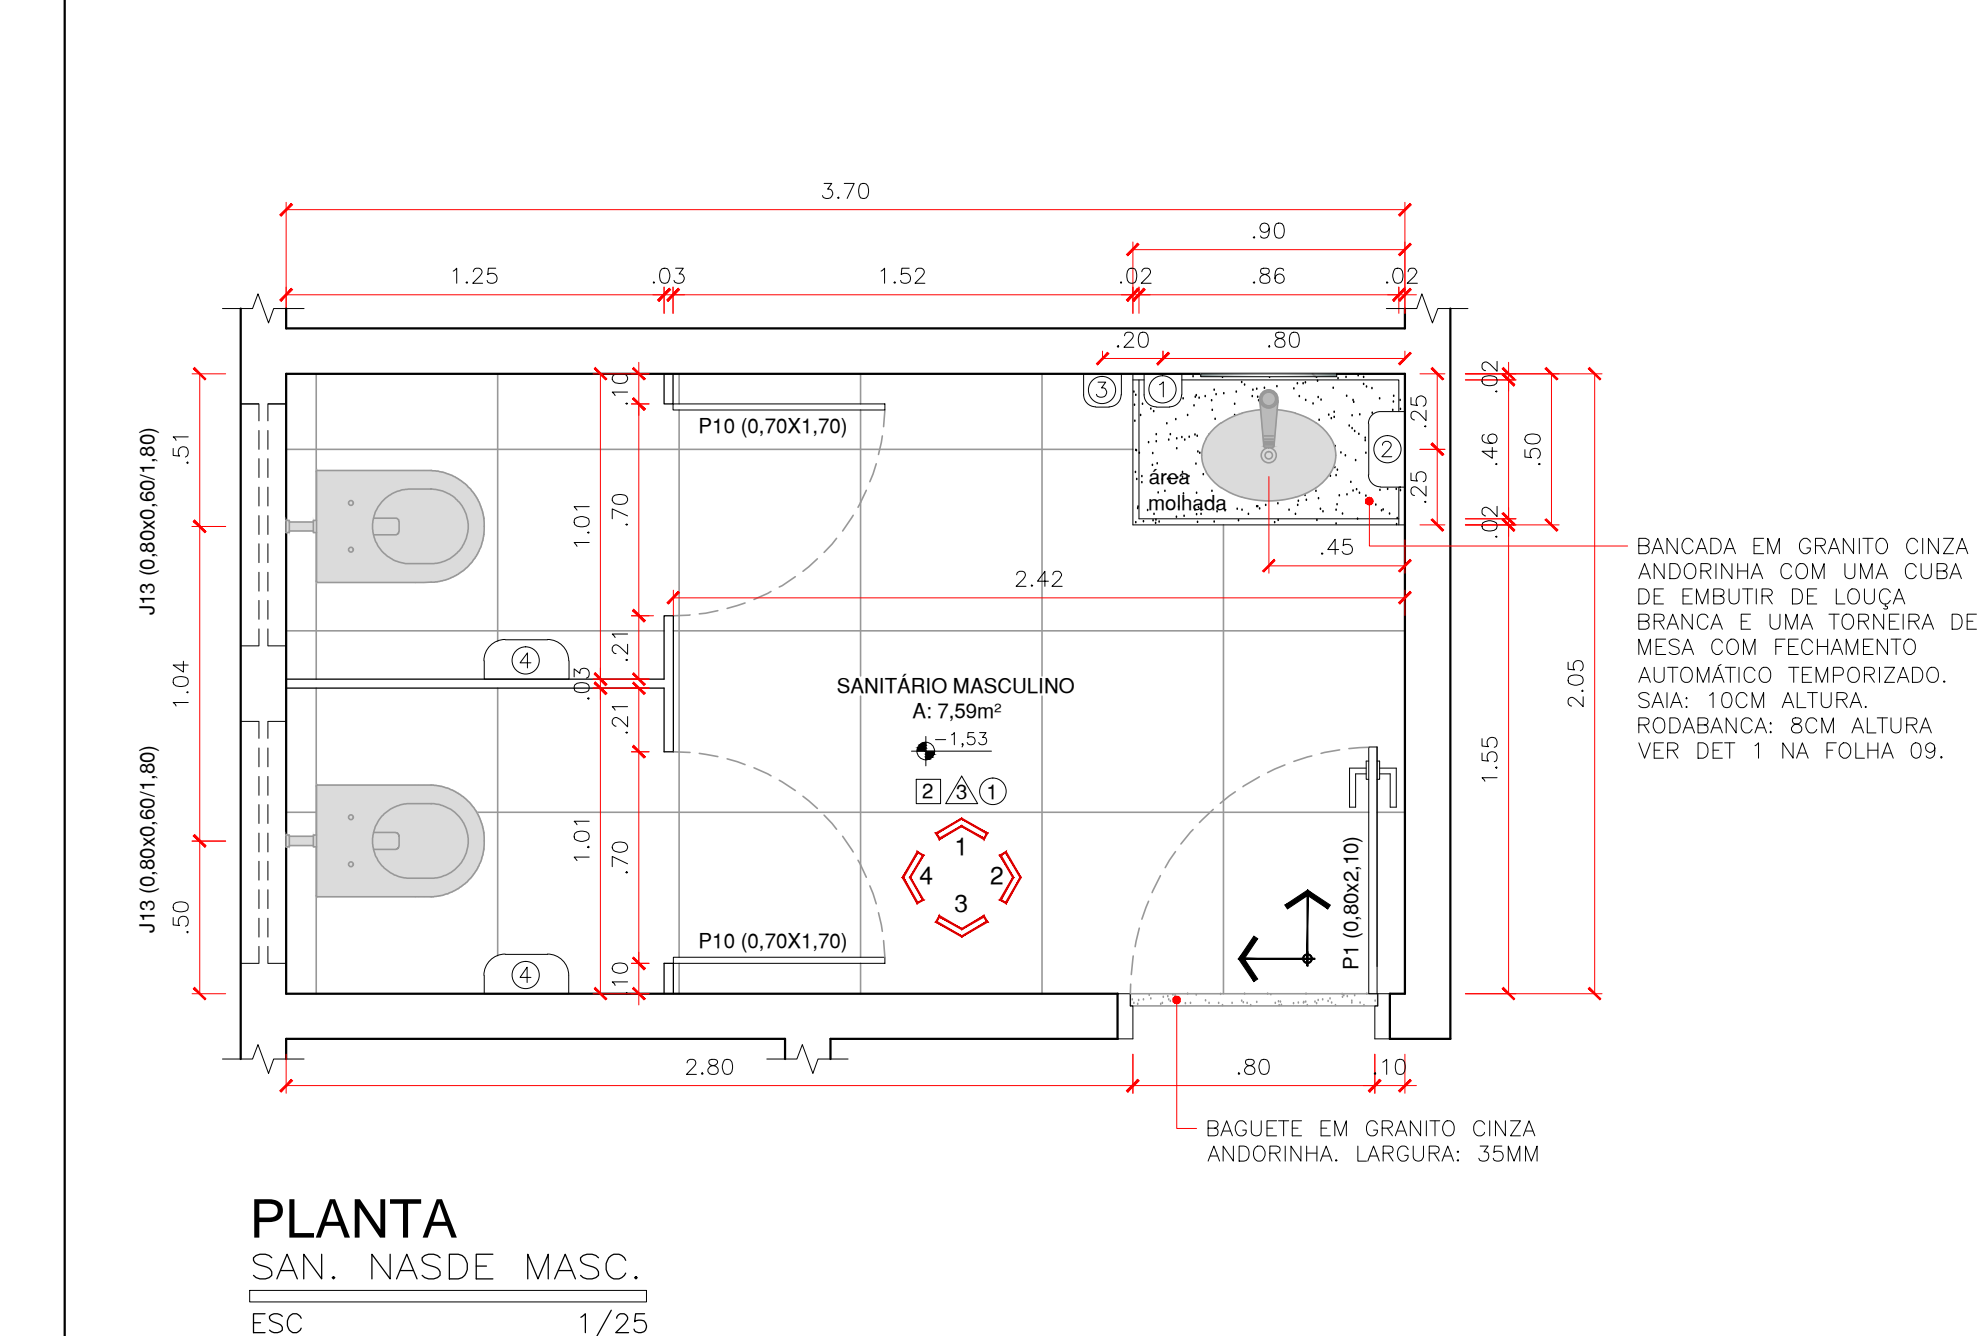 3.70
.90
1.25
.03
1.52
.02
.86
.02
.20
.80
3
1
2
.10
P10 (0,70X1,70)
.25
.25
.02
.46
.02
.50
J13 (0,80x0,60/1,80)
.51
1.01
.70
área
molhada
.45
2.42
BANCADA EM GRANITO CINZA
ANDORINHA COM UMA CUBA
DE EMBUTIR DE LOUÇA
BRANCA E UMA TORNEIRA DE
MESA COM FECHAMENTO
AUTOMÁTICO TEMPORIZADO.
SAIA: 10CM ALTURA.
RODABANCA: 8CM ALTURA
VER DET 1 NA FOLHA 09.
4
.21
.03
.21
1.04
2.05
1.55
SANITÁRIO MASCULINO
A: 7,59m²
-1,53
2 3 1
1
4 2
3
J13 (0,80x0,60/1,80)
.50
1.01
.70
.10
4
P10 (0,70X1,70)
P1 (0,80x2,10)
2.80
.80
.10
BAGUETE EM GRANITO CINZA
ANDORINHA. LARGURA: 35MM
PLANTA
SAN. NASDE MASC.
ESC 1/25